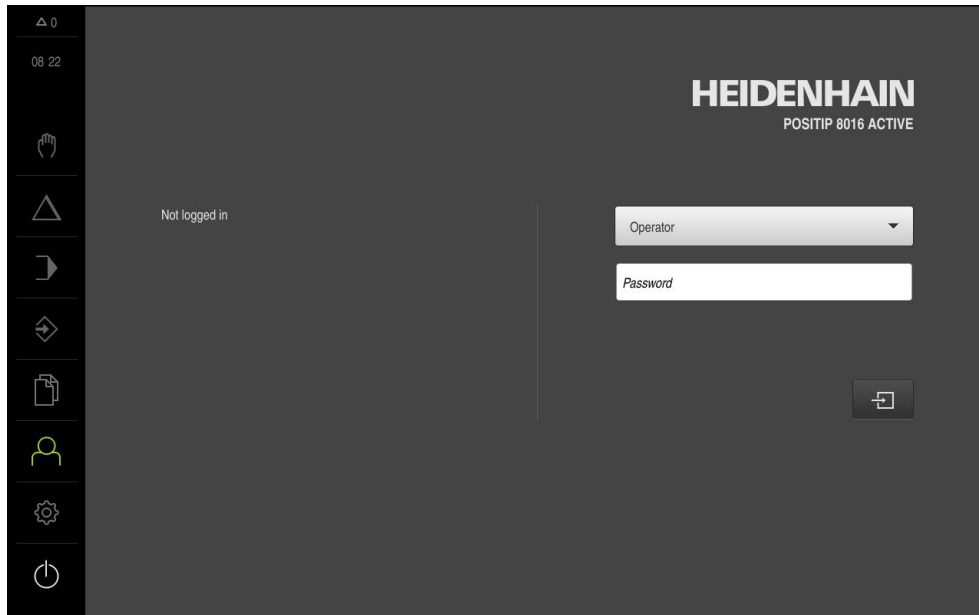 0
08 22
HEIDENHAIN
POSITIP 8016 ACTIVE
Not logged in
Operator
Password